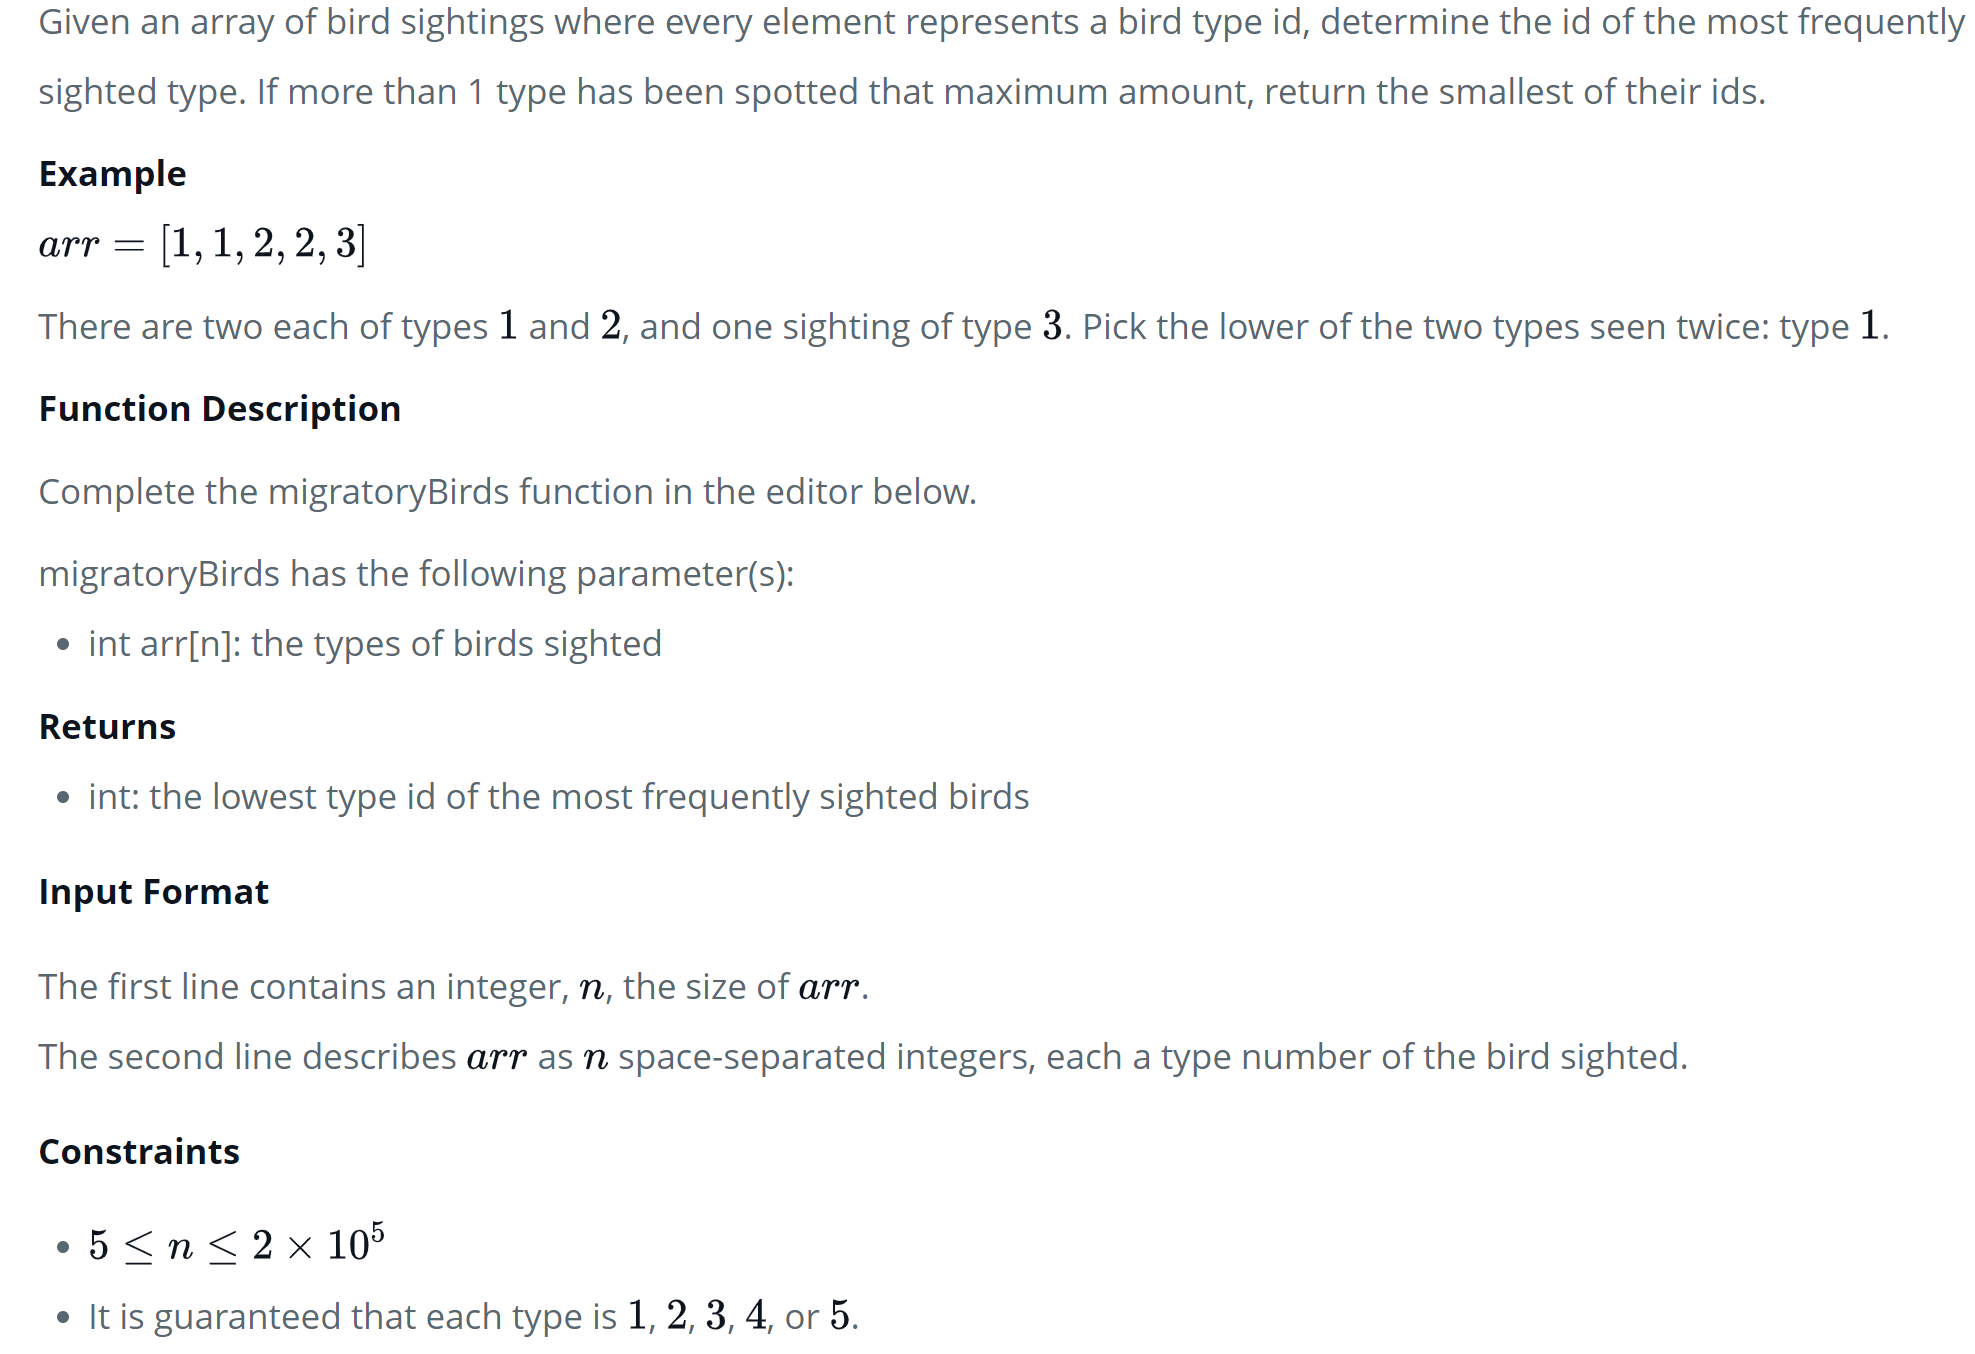 Given an array of bird sightings where every element represents a bird type id, determine the id of the most frequently
sighted type. If more than 1 type has been spotted that maximum amount, return the smallest of their ids.
Example
arr = [1, 1, 2, 2, 3]
There are two each of types 1 and 2, and one sighting of type 3. Pick the lower of the two types seen twice: type 1.
Function Description
Complete the migratoryBirds function in the editor below.
migratoryBirds has the following parameter(s):
• int arr[n]: the types of birds sighted
Returns
• int: the lowest type id of the most frequently sighted birds
Input Format
The first line contains an integer, n, the size of arr.
The second line describes arr as n space-separated integers, each a type number of the bird sighted.
Constraints
• 5 ≤ n ≤ 2 × 10⁵
• It is guaranteed that each type is 1, 2, 3, 4, or 5.